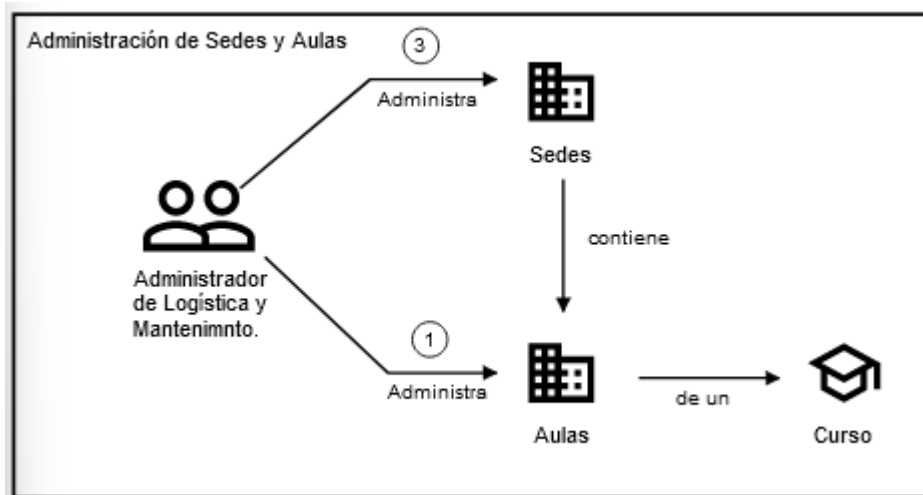 Administración de Sedes y Aulas
3
Administra
Sedes
contiene
Administrador
de Logística y
Mantenimnto.
1
Administra
Aulas
de un
Curso